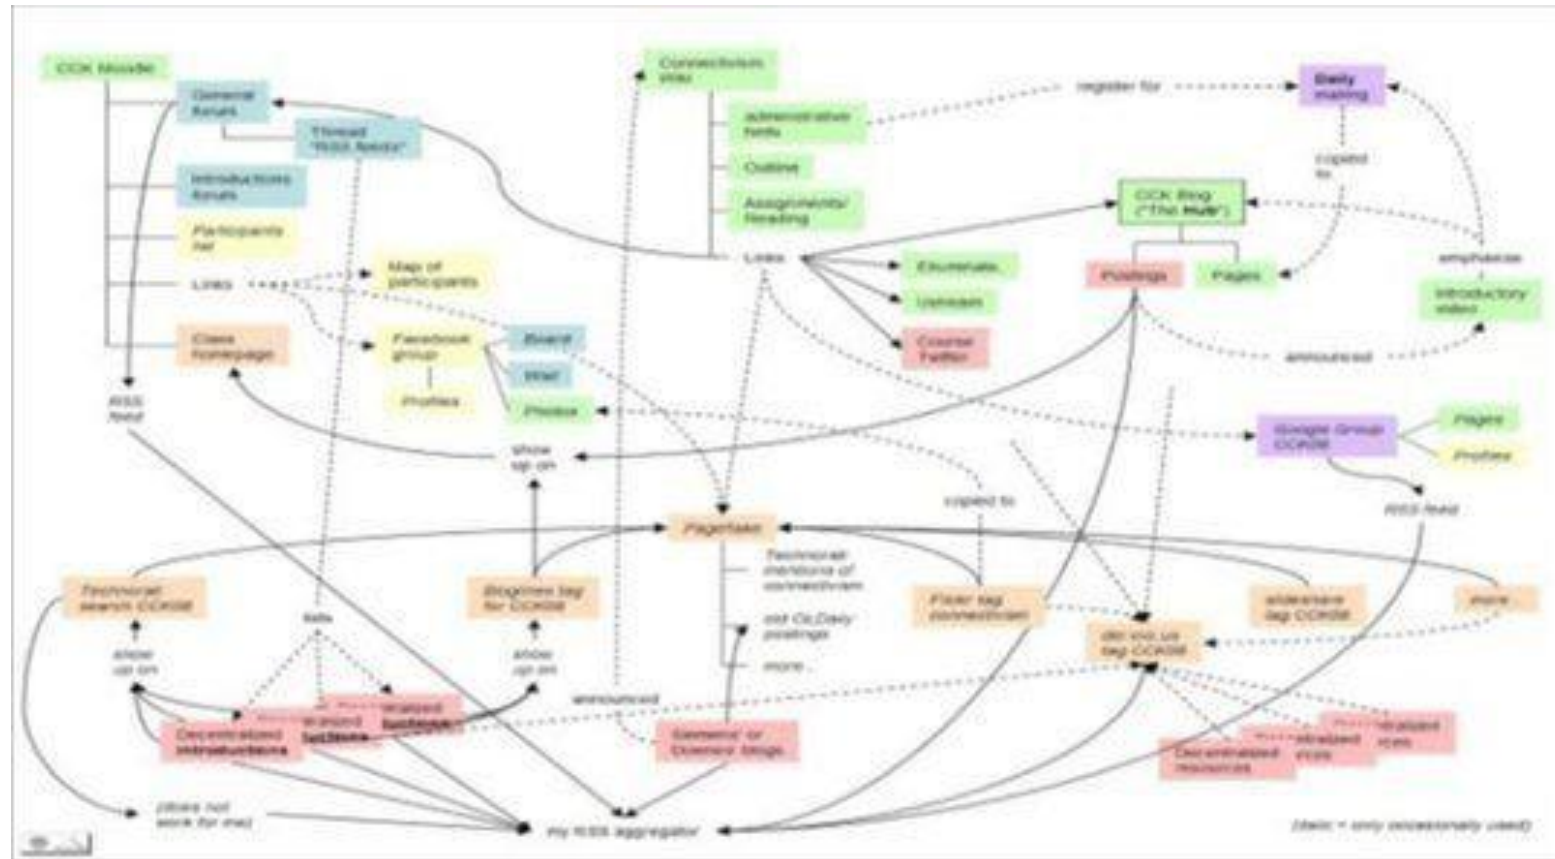 CCK Moodle
General
forum
Thread
"RSS feeds"
Introductions
forum
Participants
list
Links
Map of
participants
Class
homepage
Facebook
group
Profiles
Board
Wall
Photos
RSS
feed
Connectivism
Wiki
administrative
hints
Outline
Assignments/
Reading
Links
register for
Daily
mailing
copied
to
CCK Blog
("The Hub")
Postings
Pages
Elluminate
Ustream
Course
Twitter
emphasize
Introductory
video
announced
Google Group
CCK08
Pages
Profiles
RSS feed
show
up on
copied to
Pageflakes
Technorati
mentions of
connectivism
old OLDaily
postings
more...
Technorati
search CCK08
Bloglines tag
for CCK08
Flickr tag
connectivism
slideshare
tag CCK08
more...
del.icio.us
tag CCK08
lists
show
up on
show
up on
announced
Decentralized
introductions
Siemens' or
Downes' blogs
Decentralized
resources
(does not
work for me)
my RSS aggregator
(italic = only occasionally used)